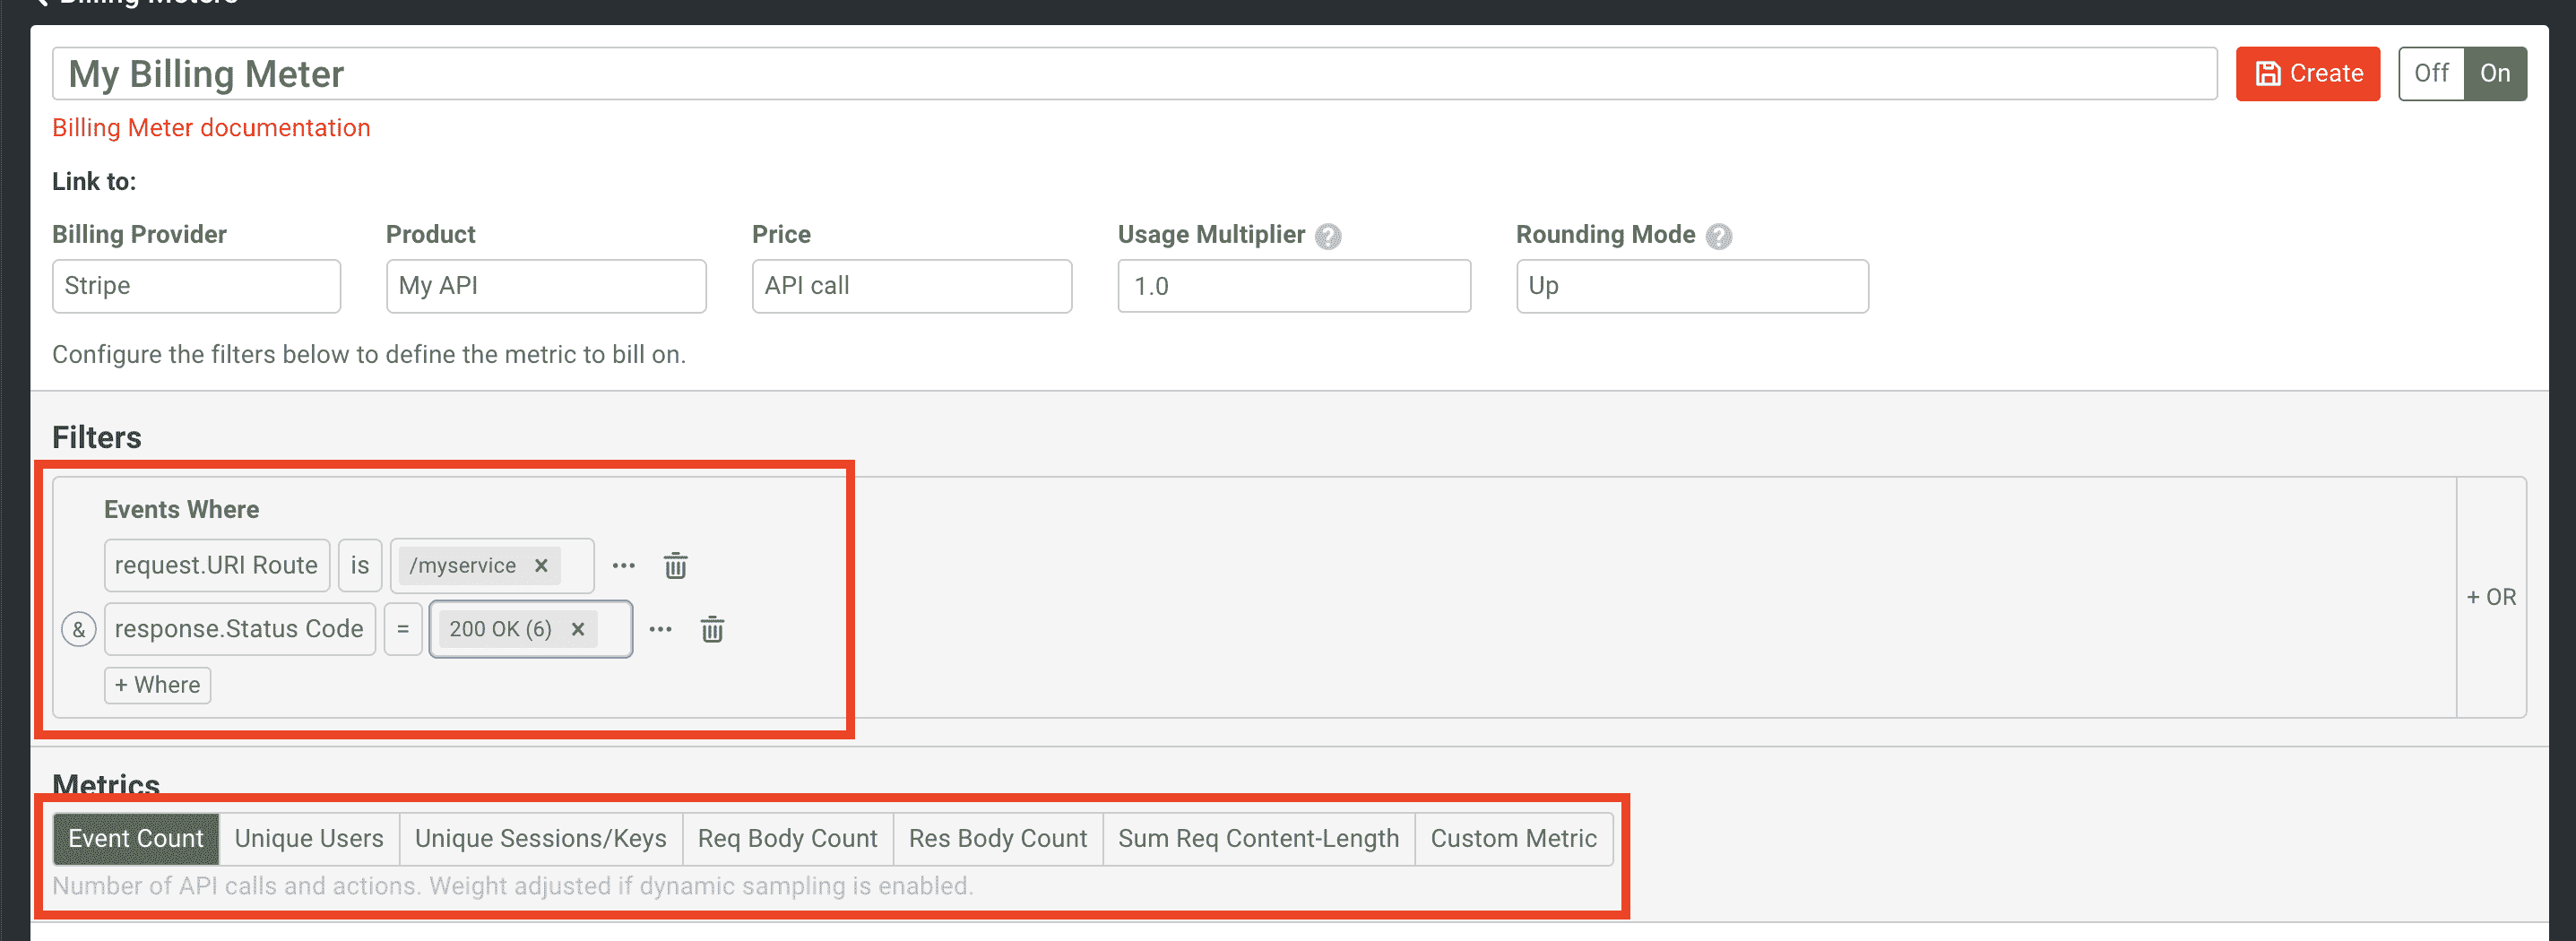 Billing Meters
My Billing Meter
Create
Off On
Billing Meter documentation
Link to:
Billing Provider Product Price Usage Multiplier ? Rounding Mode ?
Stripe My API API call 1.0 Up
Configure the filters below to define the metric to bill on.
Filters
Events Where
request.URI Route is /myservice × ...
& response.Status Code = 200 OK (6) × ...
+ Where
+ OR
Metrics
Event Count Unique Users Unique Sessions/Keys Req Body Count Res Body Count Sum Req Content-Length Custom Metric
Number of API calls and actions. Weight adjusted if dynamic sampling is enabled.